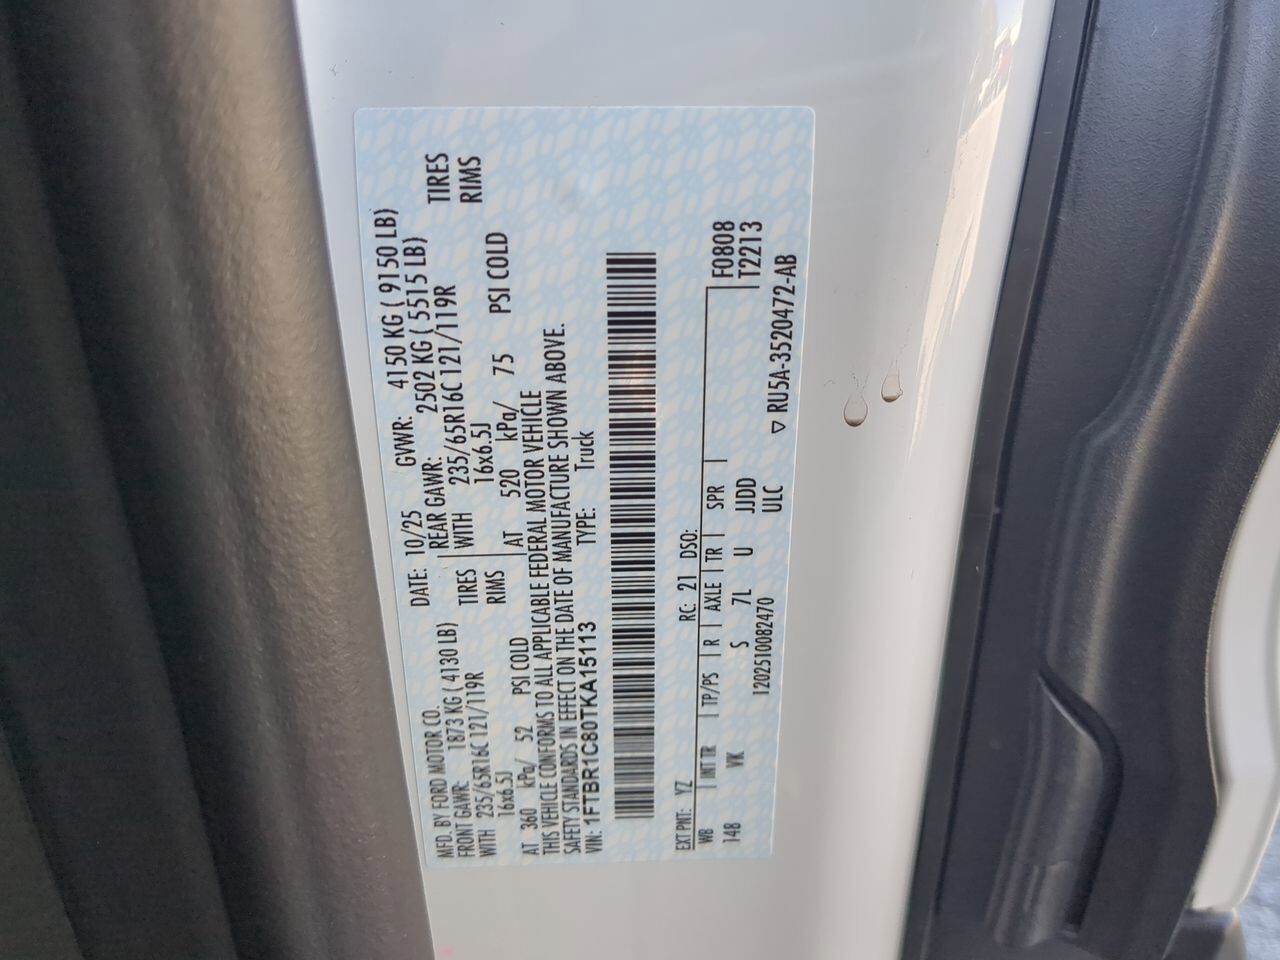 MFD. BY FORD MOTOR CO.
DATE: 10/25 GVWR: 4150 KG ( 9150 LB)
FRONT GAWR: 1873 KG ( 4130 LB) REAR GAWR: 2502 KG ( 5515 LB)
WITH 235/65R16C 121/119R TIRES WITH 235/65R16C 121/119R TIRES
16x6.5J RIMS 16x6.5J RIMS
AT 360 kPa/ 52 PSI COLD AT 520 kPa/ 75 PSI COLD
THIS VEHICLE CONFORMS TO ALL APPLICABLE FEDERAL MOTOR VEHICLE
SAFETY STANDARDS IN EFFECT ON THE DATE OF MANUFACTURE SHOWN ABOVE.
VIN: 1FTBR1C80TKA15113 TYPE: Truck
EXT PNT: YZ RC: 21 DSO:
WB INT TR TP/PS R AXLE TR SPR F0808
148 VK S 7L U JJDD T2213
1202510082470 ULC
▽ RU5A-3520472-AB